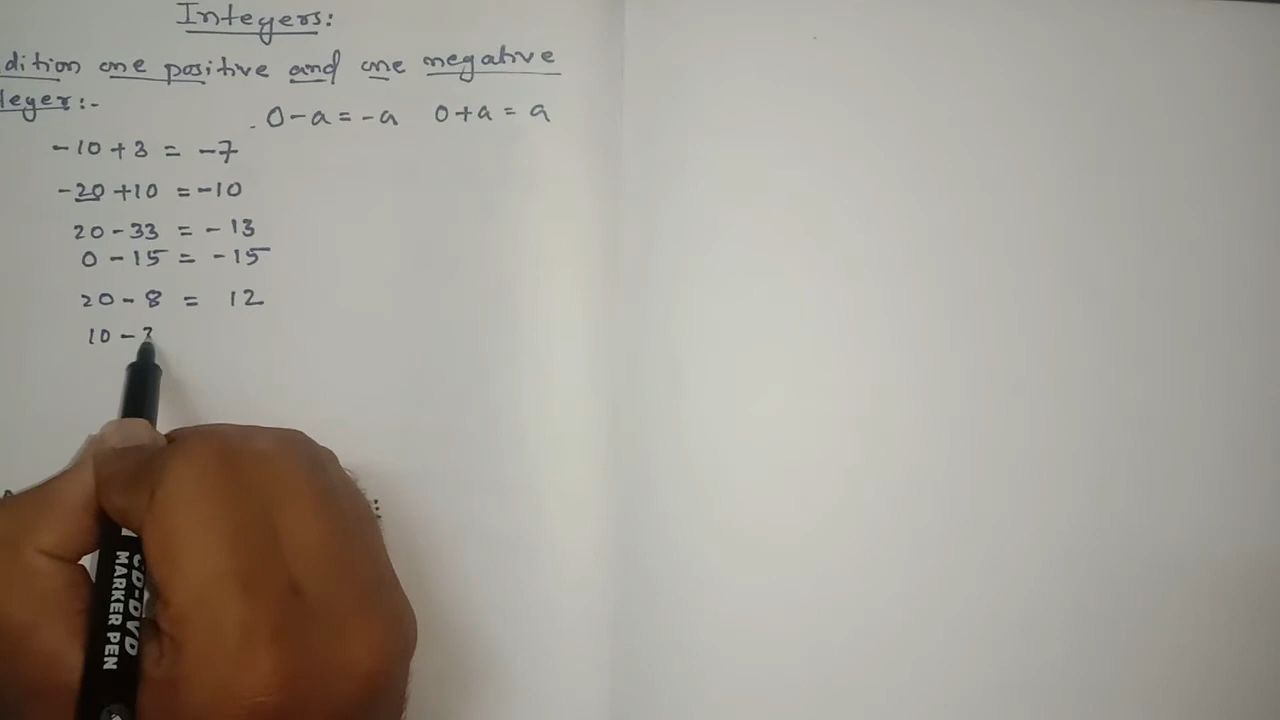 Integers:
dition one positive and one negative
leger:-
0-a=-a 0+a = a
-10+3 = -7
-20+10 = -10
20-33 = -13
0-15 = -15
20-8 = 12
10-
CD-DVD
MARKER PEN